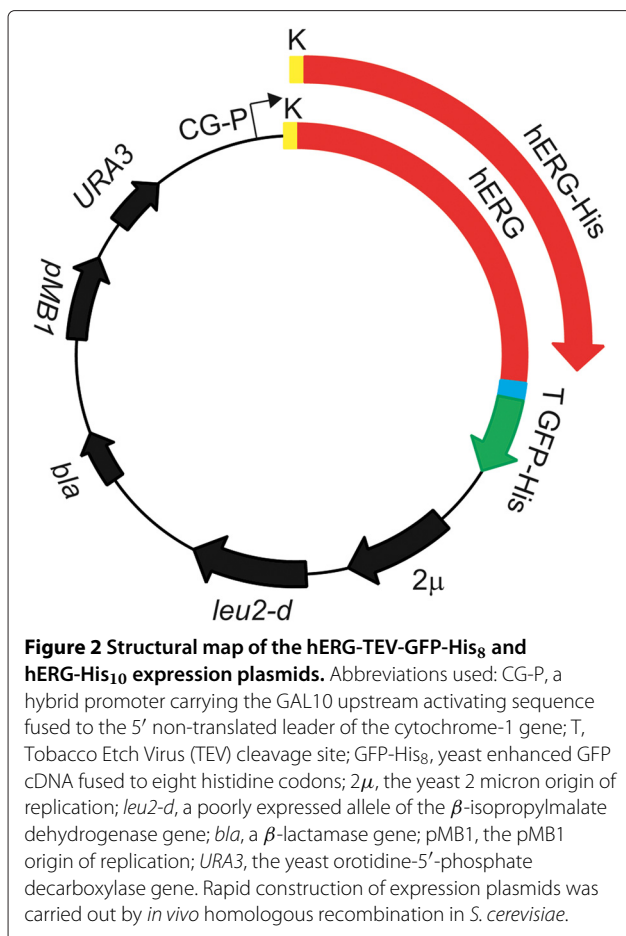 K
K
CG-P
hERG-His
hERG
URA3
pMB1
T GFP-His
bla
2μ
leu2-d
Figure 2 Structural map of the hERG-TEV-GFP-His₈ and
hERG-His₁₀ expression plasmids. Abbreviations used: CG-P, a
hybrid promoter carrying the GAL10 upstream activating sequence
fused to the 5′ non-translated leader of the cytochrome-1 gene; T,
Tobacco Etch Virus (TEV) cleavage site; GFP-His₈, yeast enhanced GFP
cDNA fused to eight histidine codons; 2μ, the yeast 2 micron origin of
replication; leu2-d, a poorly expressed allele of the β-isopropylmalate
dehydrogenase gene; bla, a β-lactamase gene; pMB1, the pMB1
origin of replication; URA3, the yeast orotidine-5′-phosphate
decarboxylase gene. Rapid construction of expression plasmids was
carried out by in vivo homologous recombination in S. cerevisiae.